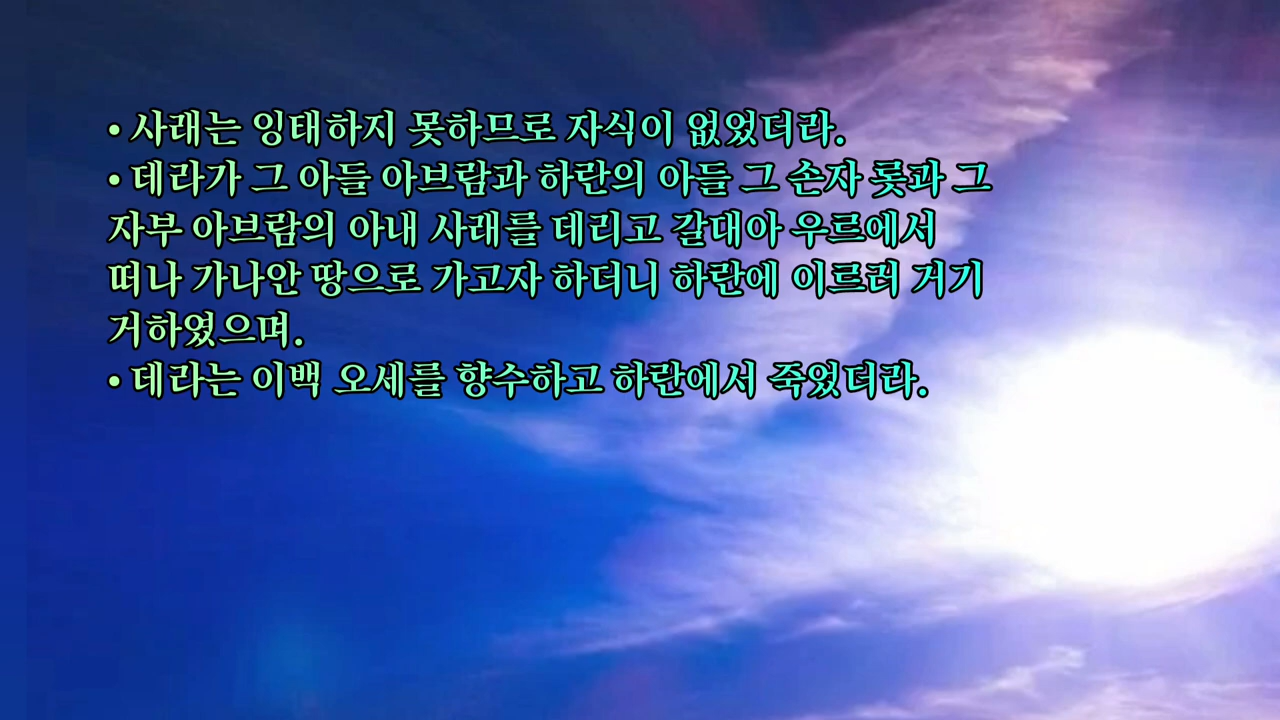 • 사래는 잉태하지 못하므로 자식이 없었더라.
• 데라가 그 아들 아브람과 하란의 아들 그 손자 롯과 그
자부 아브람의 아내 사래를 데리고 갈대아 우르에서
떠나 가나안 땅으로 가고자 하더니 하란에 이르러 거기
거하였으며.
• 데라는 이백 오세를 향수하고 하란에서 죽었더라.